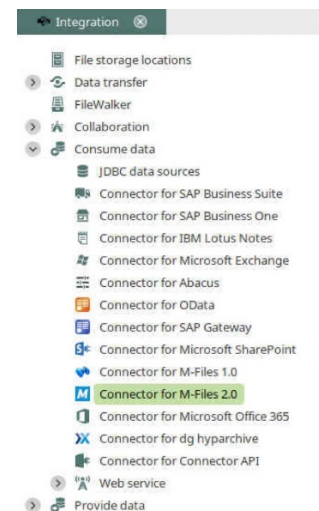 Integration
File storage locations
Data transfer
FileWalker
Collaboration
Consume data
JDBC data sources
Connector for SAP Business Suite
Connector for SAP Business One
Connector for IBM Lotus Notes
Connector for Microsoft Exchange
Connector for Abacus
Connector for OData
Connector for SAP Gateway
Connector for Microsoft SharePoint
Connector for M-Files 1.0
Connector for M-Files 2.0
Connector for Microsoft Office 365
Connector for dg hyparchive
Connector for Connector API
Web service
Provide data